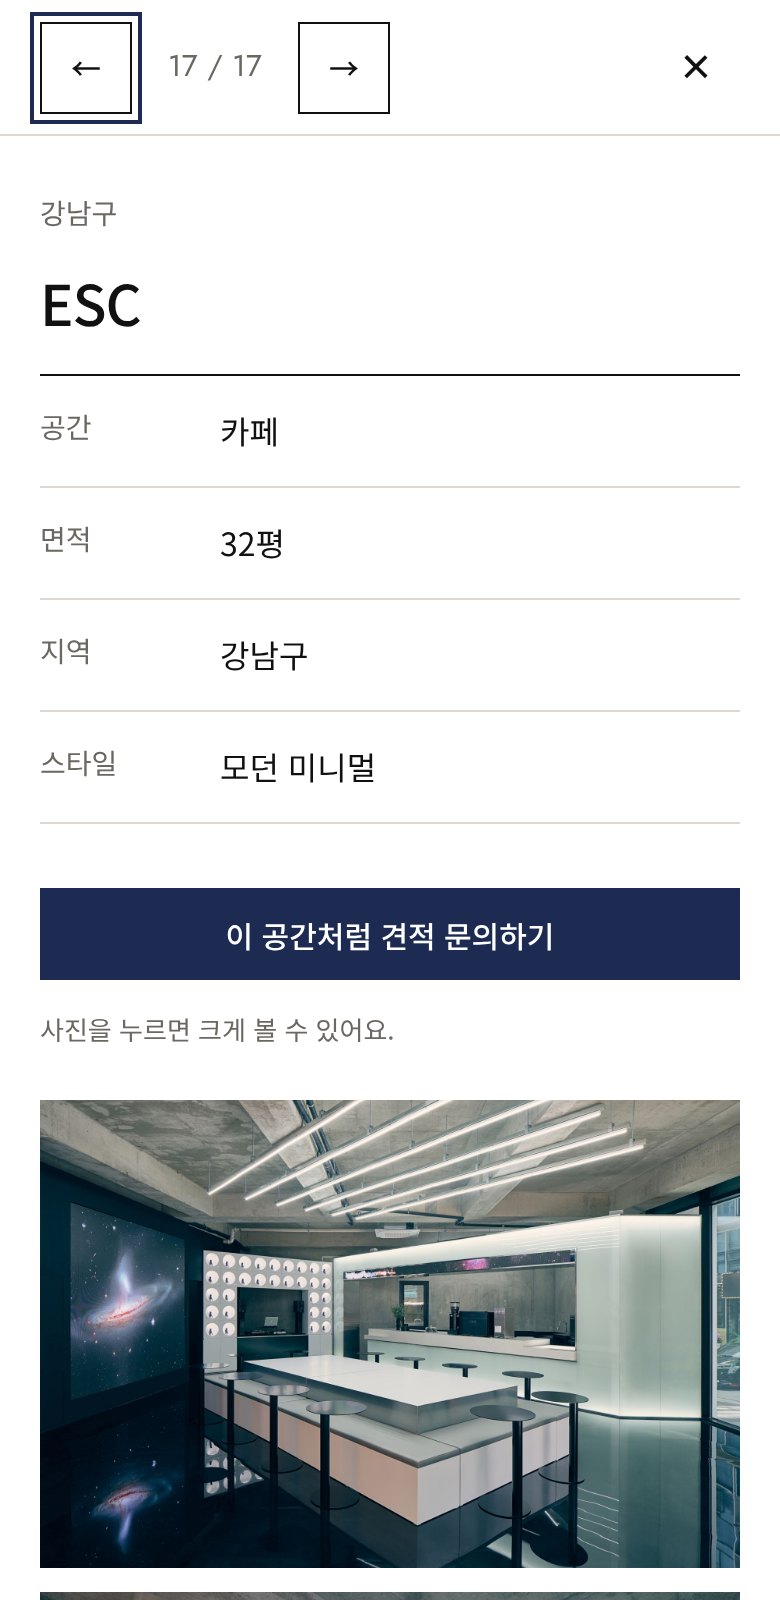 ← 17 / 17 → ×
강남구
ESC
공간 카페
면적 32평
지역 강남구
스타일 모던 미니멀
이 공간처럼 견적 문의하기
사진을 누르면 크게 볼 수 있어요.